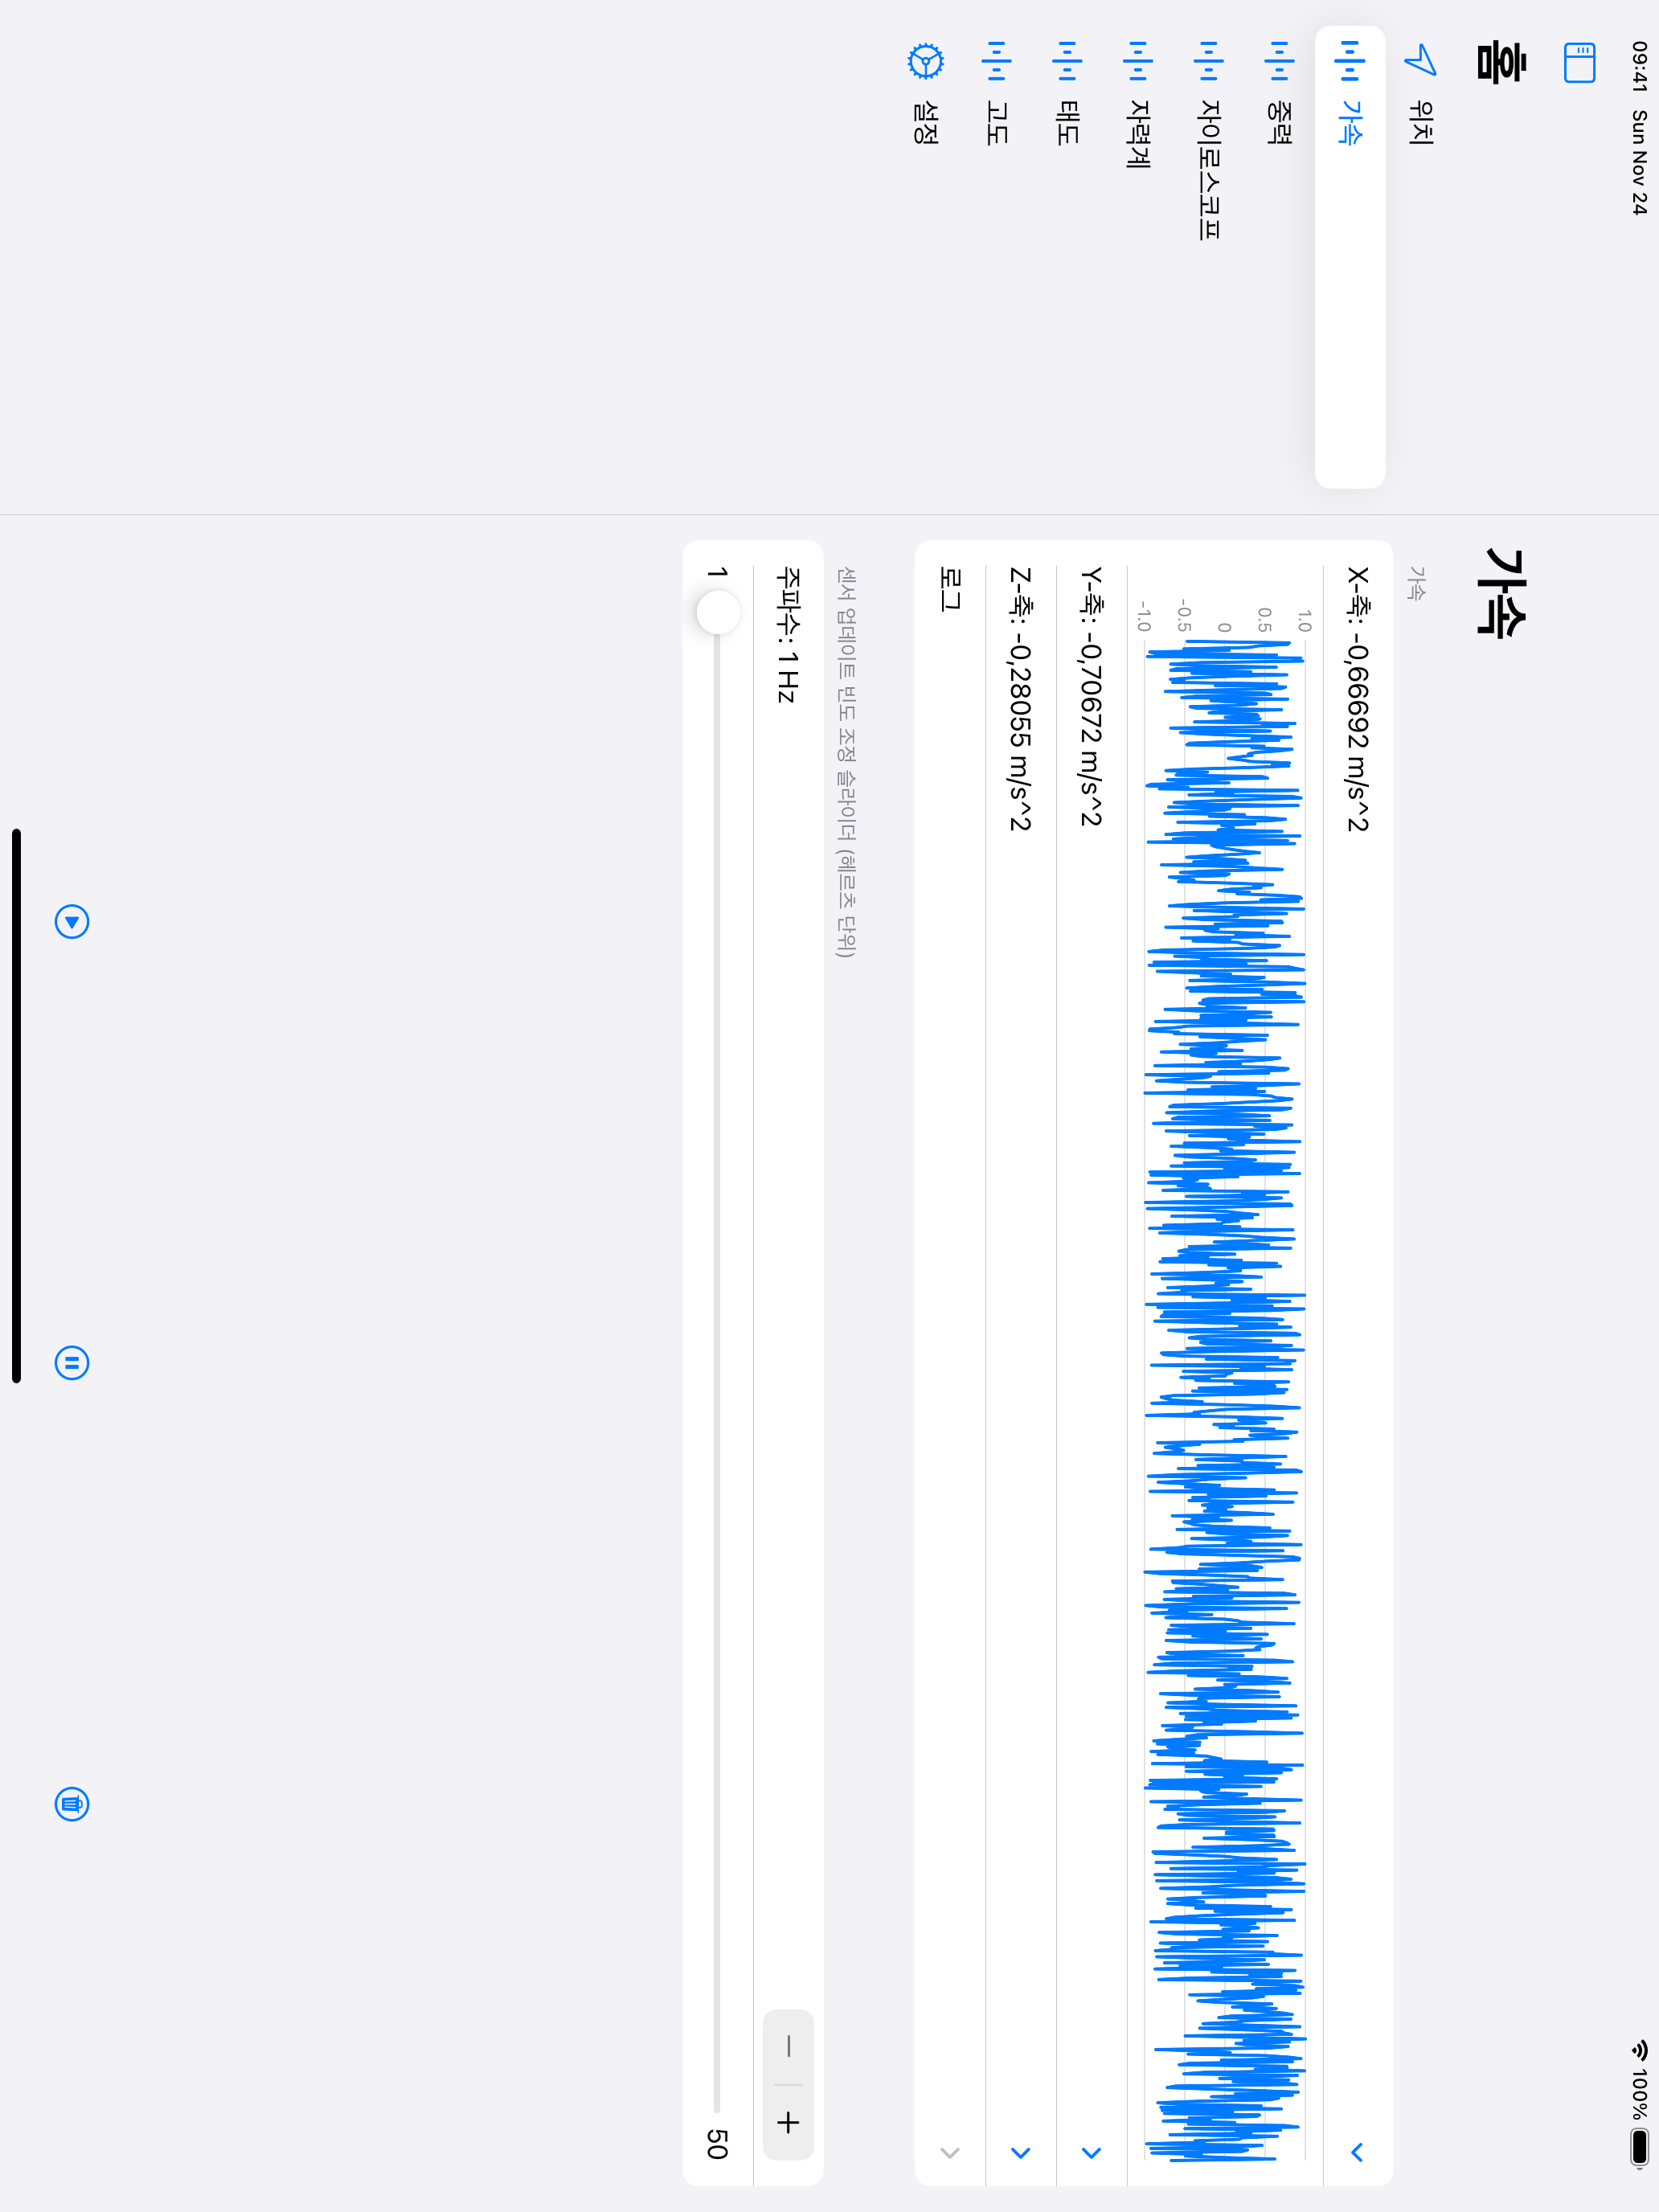 09:41 Sun Nov 24
100%
홈
위치
가속
중력
자이로스코프
자력계
태도
고도
설정
가속
가속
X-축: -0,66692 m/s^2
1.0
0.5
0
-0.5
-1.0
Y-축: -0,70672 m/s^2
Z-축: -0,28055 m/s^2
로그
센서 업데이트 빈도 조정 슬라이더 (헤르츠 단위)
주파수: 1 Hz
1
50